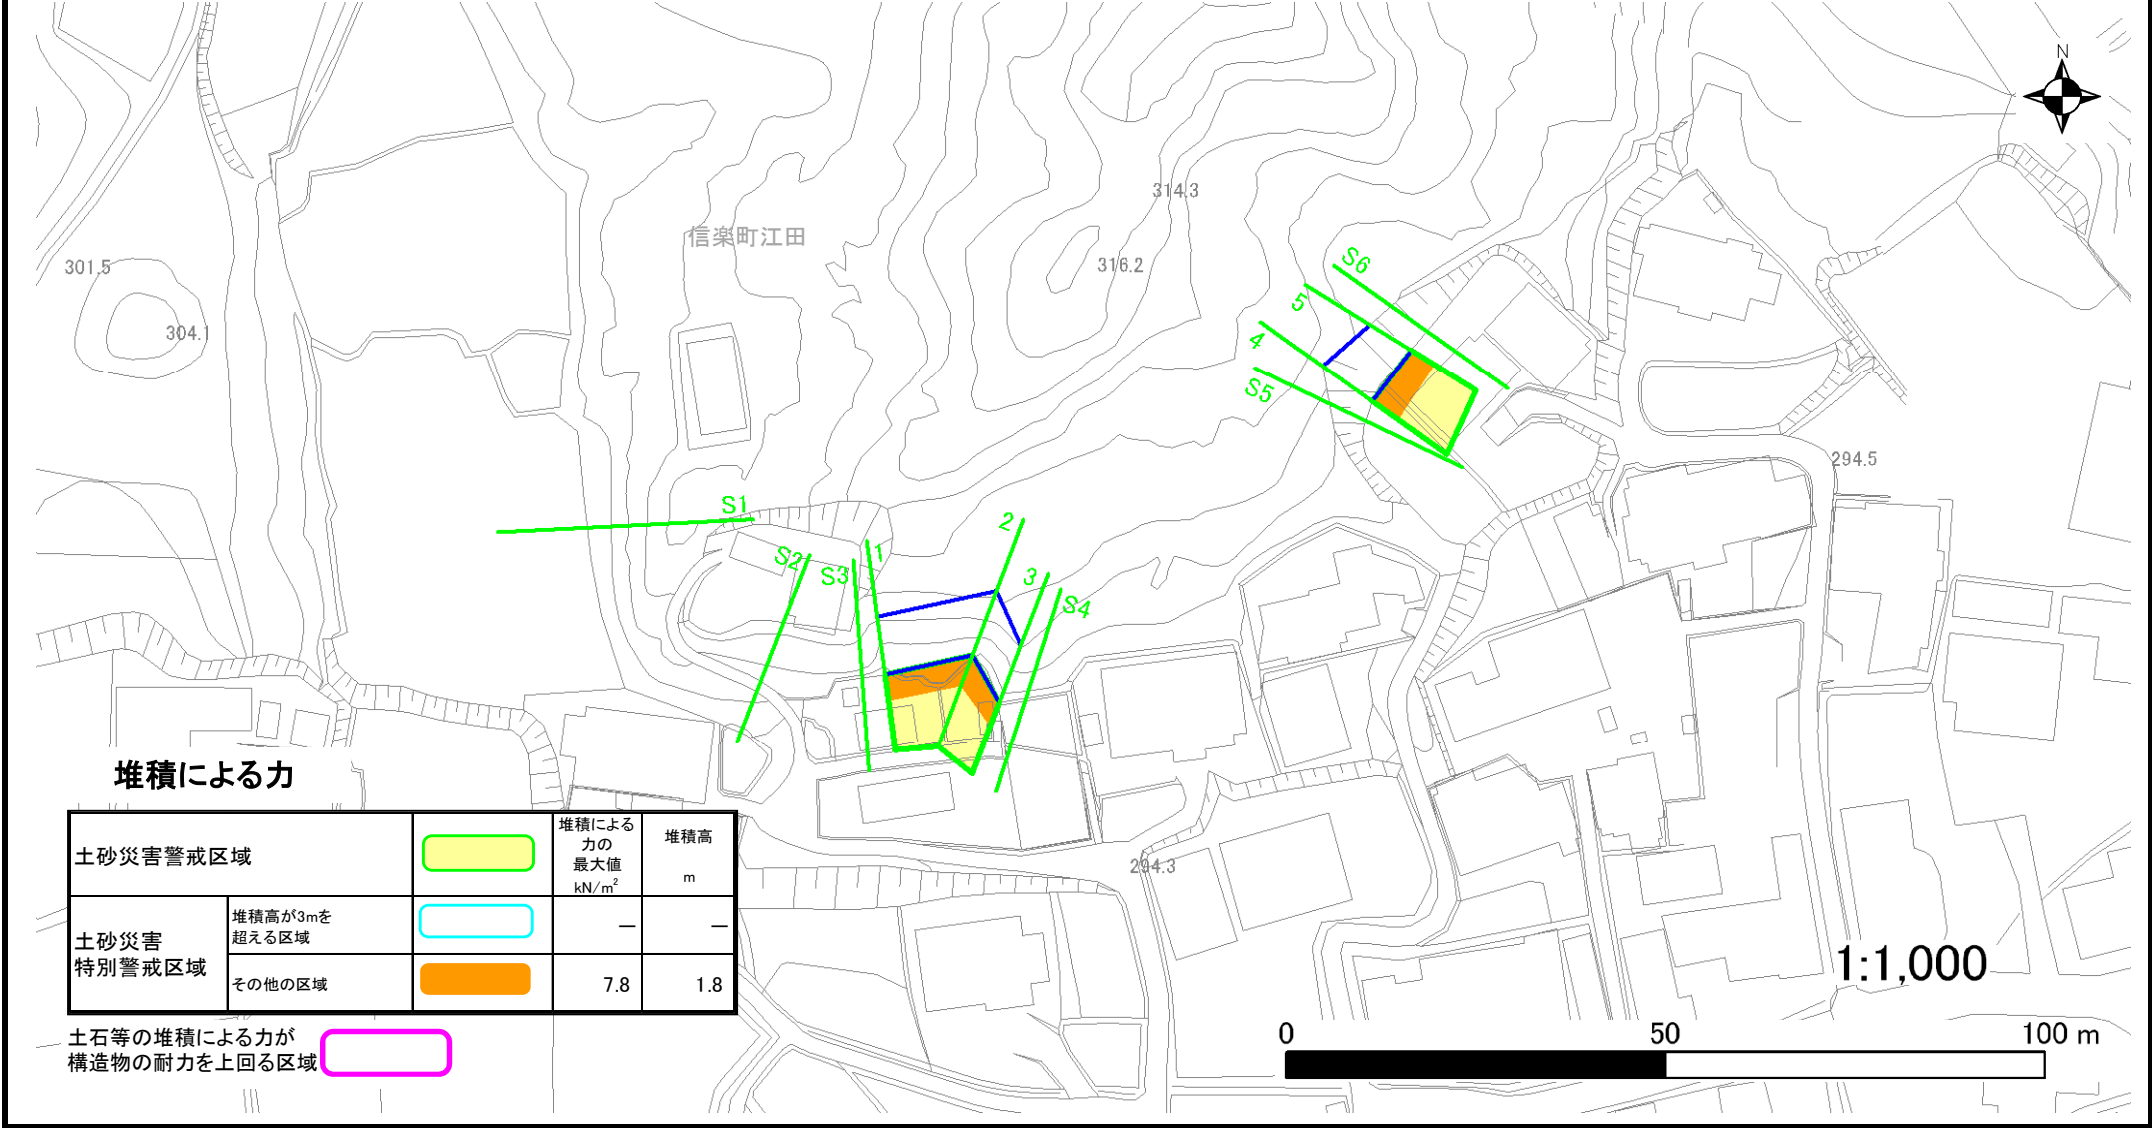 N
314.3
信楽町江田
316.2
301.5
304.1
S6
5
4
S5
294.5
S1
2
S2
S3
1
3
S4
堆積による力
土砂災害警戒区域
堆積による
力の
最大値
kN/m²
堆積高
m
土砂災害
特別警戒区域
堆積高が3mを
超える区域
－
－
その他の区域
7.8
1.8
土石等の堆積による力が
構造物の耐力を上回る区域
294.3
1:1,000
0
50
100 m